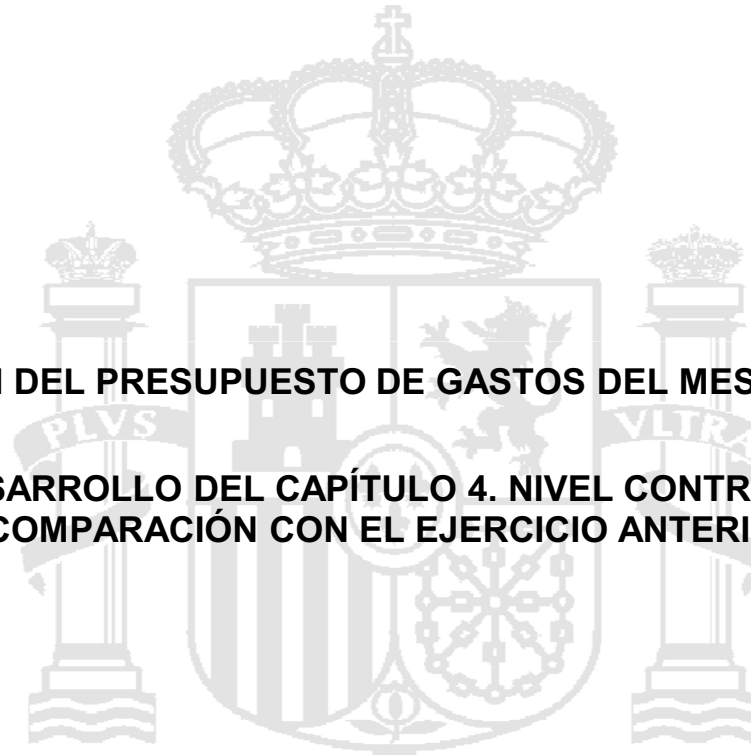 DEL PRESUPUESTO DE GASTOS DEL MES
SARROLLO DEL CAPÍTULO 4. NIVEL CONTR
COMPARACIÓN CON EL EJERCICIO ANTERI
PLVS
VLTRA